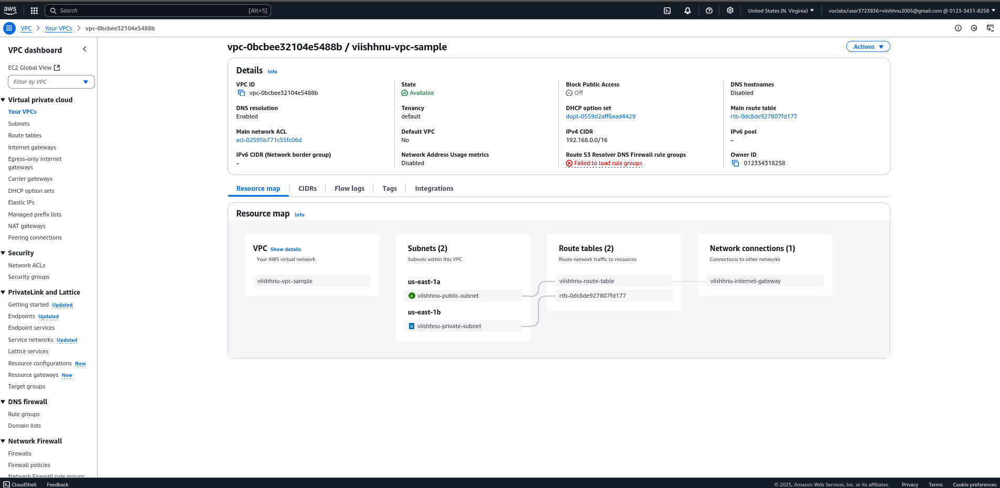 aws
Search [Alt+S]
United States (N. Virginia)
voclabs/user3723836=viishhnu2005@gmail.com @ 0123-3431-8258
VPC
Your VPCs
vpc-0bcbee32104e5488b
VPC dashboard
EC2 Global View
Filter by VPC
Virtual private cloud
Your VPCs
Subnets
Route tables
Internet gateways
Egress-only internet
gateways
Carrier gateways
DHCP option sets
Elastic IPs
Managed prefix lists
NAT gateways
Peering connections
Security
Network ACLs
Security groups
PrivateLink and Lattice
Getting started Updated
Endpoints Updated
Endpoint services
Service networks Updated
Lattice services
Resource configurations New
Resource gateways New
Target groups
DNS firewall
Rule groups
Domain lists
Network Firewall
Firewalls
Firewall policies
Network Firewall rule groups
vpc-0bcbee32104e5488b / viishhnu-vpc-sample
Actions
Details Info
VPC ID
vpc-0bcbee32104e5488b
State
Available
Block Public Access
Off
DNS hostnames
Disabled
DNS resolution
Enabled
Tenancy
default
DHCP option set
dopt-0559d2aff6ead4429
Main route table
rtb-0dc8de927807fd177
Main network ACL
acl-02595b771c55fc06d
Default VPC
No
IPv4 CIDR
192.168.0.0/16
IPv6 pool
–
IPv6 CIDR (Network border group)
–
Network Address Usage metrics
Disabled
Route 53 Resolver DNS Firewall rule groups
Failed to load rule groups
Owner ID
012334318258
Resource map
CIDRs
Flow logs
Tags
Integrations
Resource map Info
VPC Show details
Your AWS virtual network
viishhnu-vpc-sample
Subnets (2)
Subnets within this VPC
us-east-1a
A viishhnu-public-subnet
us-east-1b
B viishhnu-private-subnet
Route tables (2)
Route network traffic to resources
viishhnu-route-table
rtb-0dc8de927807fd177
Network connections (1)
Connections to other networks
viishhnu-internet-gateway
CloudShell
Feedback
© 2025, Amazon Web Services, Inc. or its affiliates.
Privacy
Terms
Cookie preferences